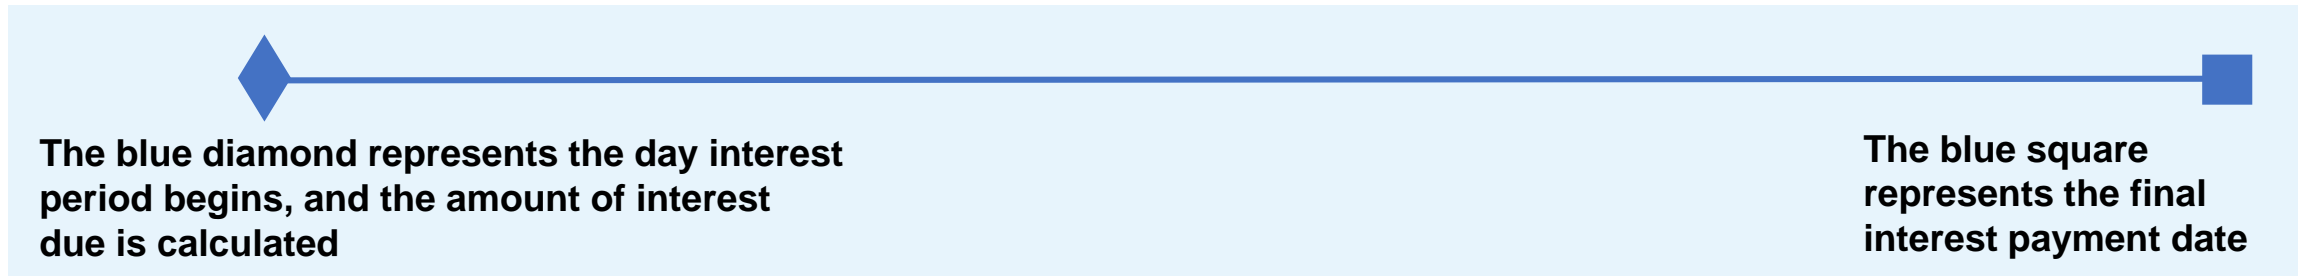 The blue diamond represents the day interest
period begins, and the amount of interest
due is calculated
The blue square
represents the final
interest payment date